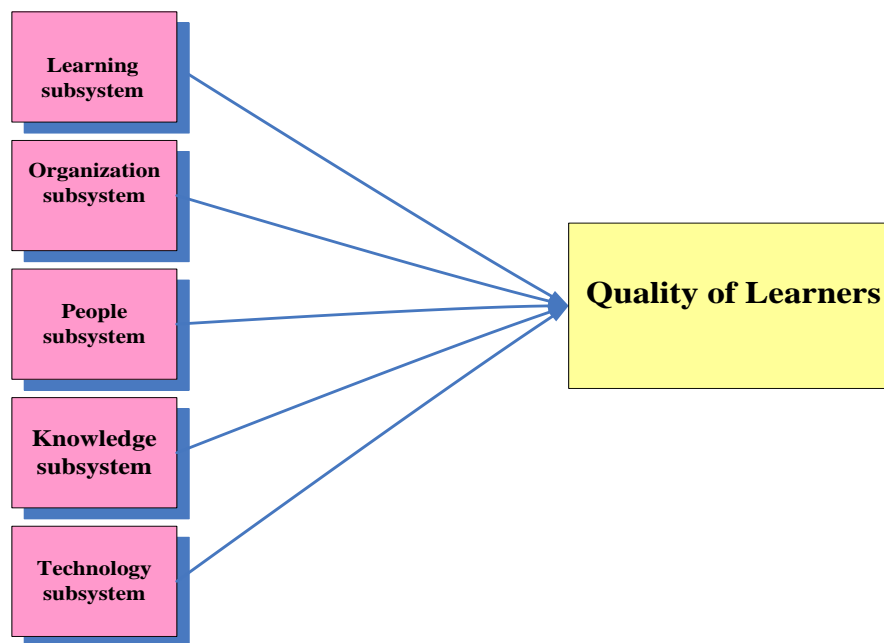 Learning
subsystem
Organization
subsystem
People
subsystem
Knowledge
subsystem
Technology
subsystem
Quality of Learners